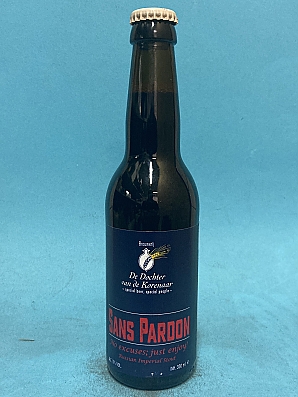 Brouwerij
De Dochter
van de Korenaar
- special beer, special people -
SANS PARDON
no excuses; just enjoy!
Russian Imperial Stout